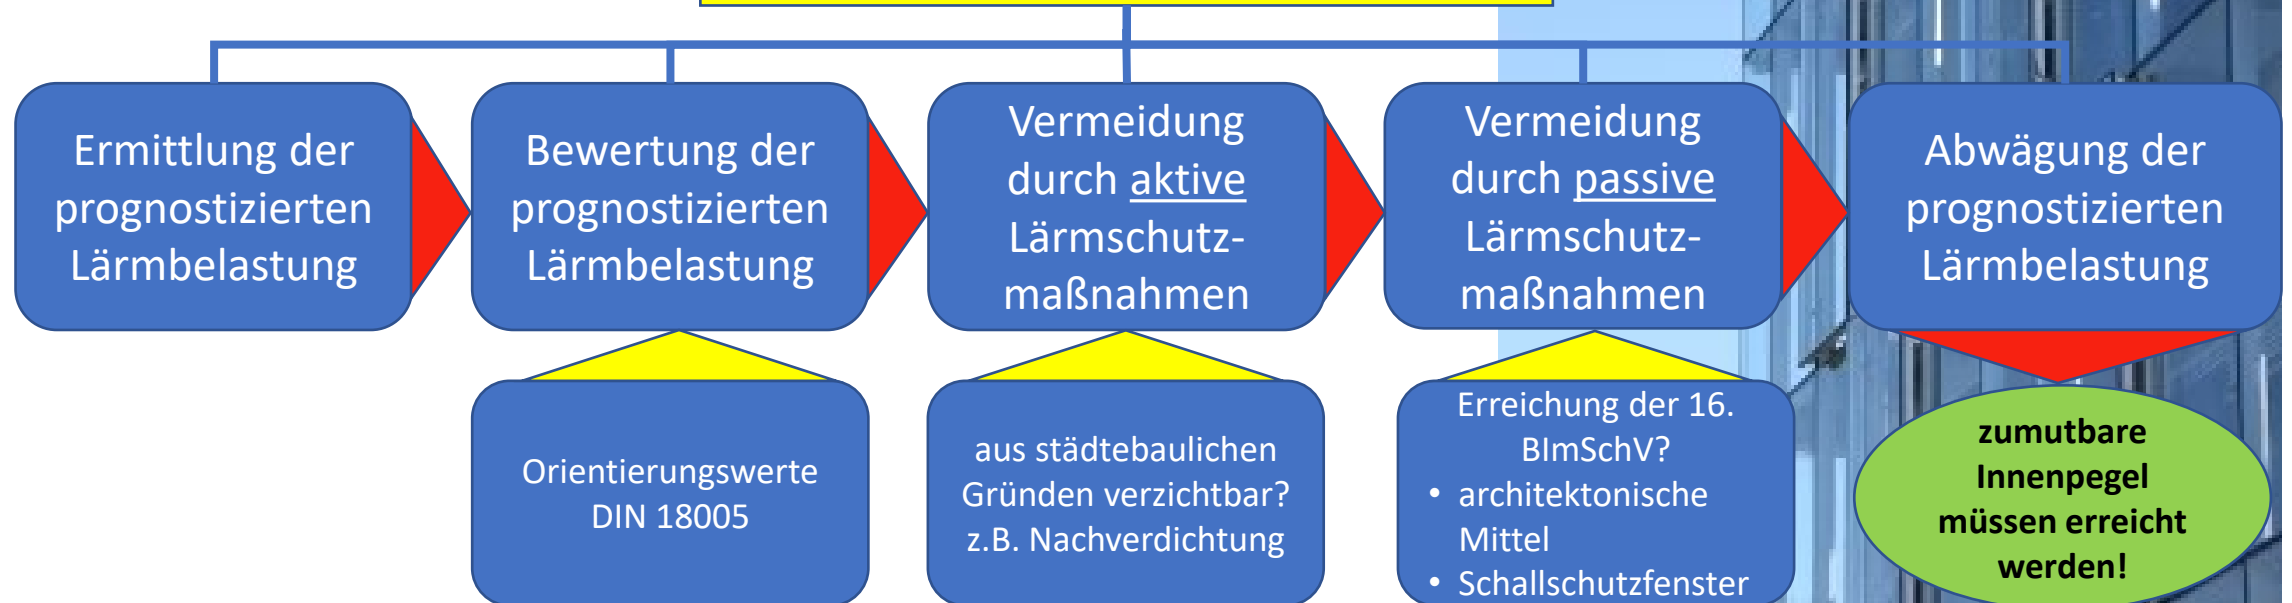 Ermittlung der
prognostizierten
Lärmbelastung
Bewertung der
prognostizierten
Lärmbelastung
Vermeidung
durch aktive
Lärmschutz-
maßnahmen
Vermeidung
durch passive
Lärmschutz-
maßnahmen
Abwägung der
prognostizierten
Lärmbelastung
Orientierungswerte
DIN 18005
aus städtebaulichen
Gründen verzichtbar?
z.B. Nachverdichtung
Erreichung der 16.
BImSchV?
• architektonische
Mittel
• Schallschutzfenster
zumutbare
Innenpegel
müssen erreicht
werden!